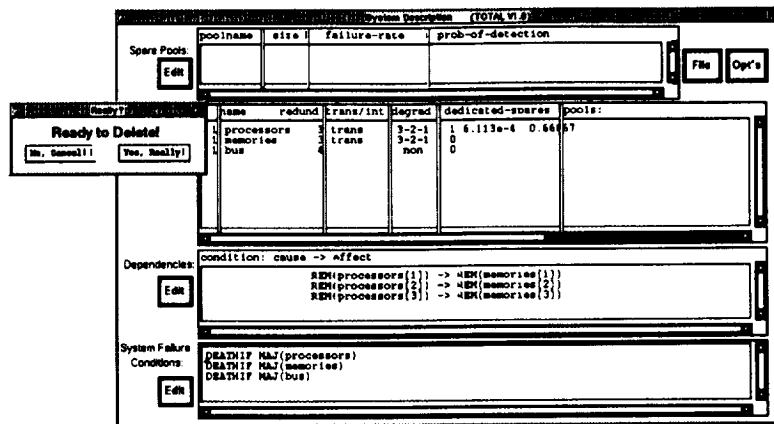 System Description (TOTAL V1.0)
poolname size failure-rate prob-of-detection
Spare Pools:
Edit
File Opt's
Ready?
Ready to Delete!
No, Cancel!! Yes, Really!
name redund trans/int degrad dedicated-spares pools:
1 processors 3 trans 3-2-1 1 6.113e-4 0.66667
1 memories 3 trans 3-2-1 0
1 bus 4 non 0
Dependencies:
condition: cause -> affect
Edit
REM(processors[1]) -> REM(memories[1])
REM(processors[2]) -> REM(memories[2])
REM(processors[3]) -> REM(memories[3])
System Failure
Conditions:
Edit
DEATHIF MAJ(processors)
DEATHIF MAJ(memories)
DEATHIF MAJ(bus)